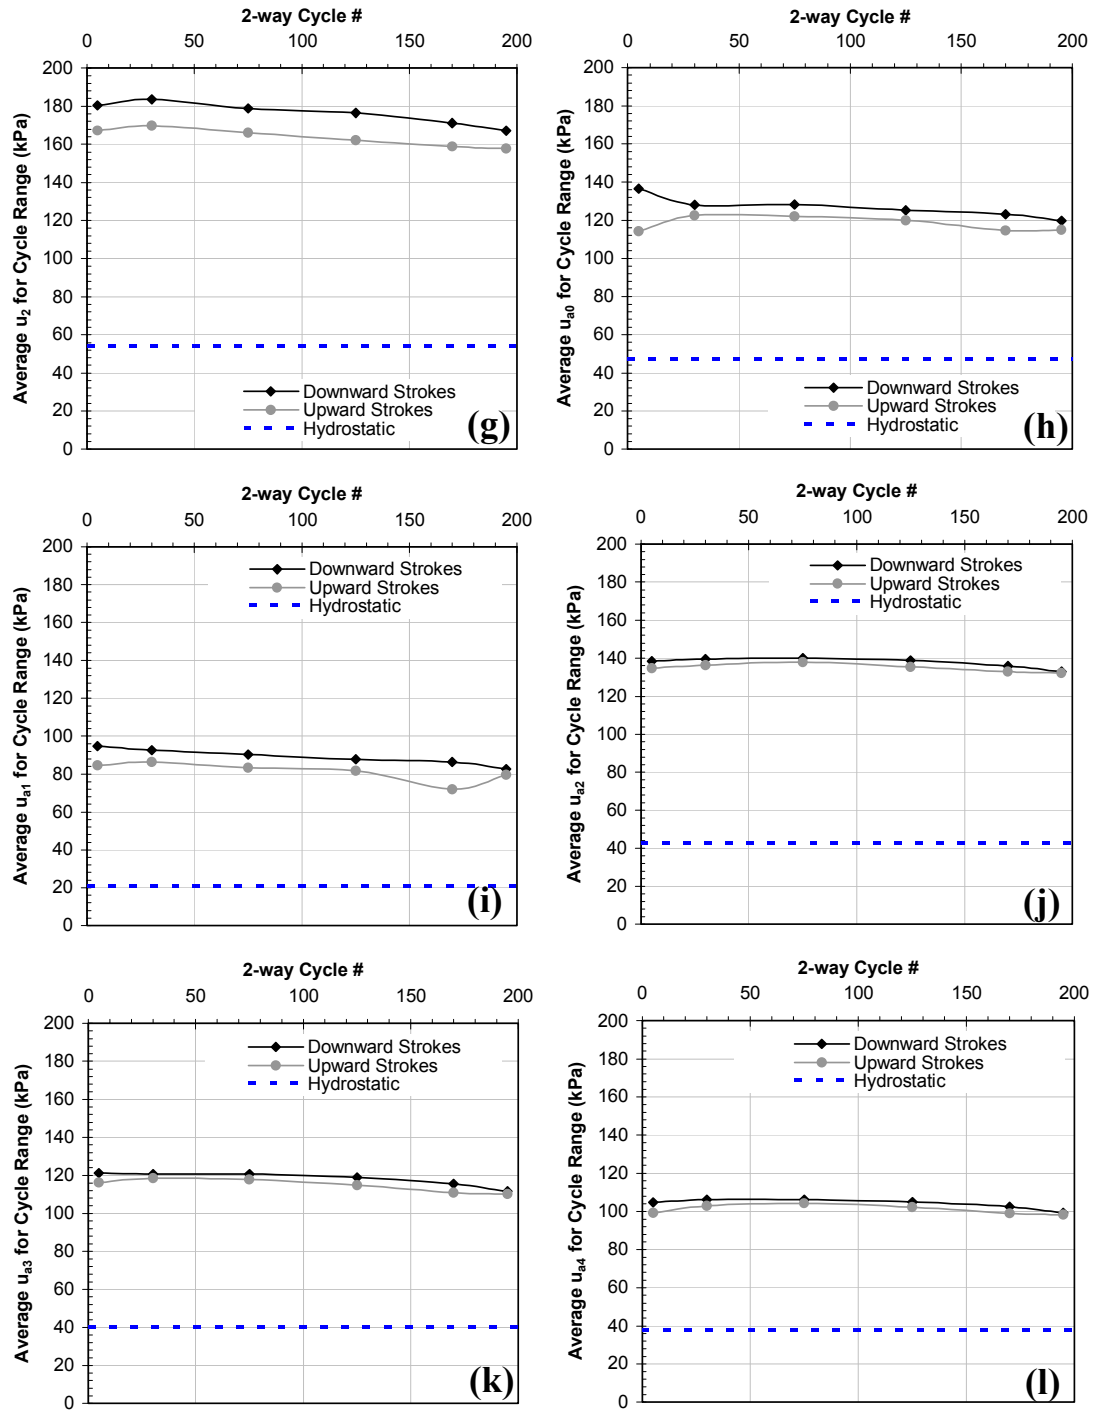 2-way Cycle #
0 50 100 150 200
Average u2 for Cycle Range (kPa)
200
180
160
140
120
100
80
60
40
20
0
Downward Strokes
Upward Strokes
Hydrostatic
(g)
2-way Cycle #
0 50 100 150 200
Average ua0 for Cycle Range (kPa)
200
180
160
140
120
100
80
60
40
20
0
Downward Strokes
Upward Strokes
Hydrostatic
(h)
2-way Cycle #
0 50 100 150 200
Average ua1 for Cycle Range (kPa)
200
180
160
140
120
100
80
60
40
20
0
Downward Strokes
Upward Strokes
Hydrostatic
(i)
2-way Cycle #
0 50 100 150 200
Average ua2 for Cycle Range (kPa)
200
180
160
140
120
100
80
60
40
20
0
Downward Strokes
Upward Strokes
Hydrostatic
(j)
2-way Cycle #
0 50 100 150 200
Average ua3 for Cycle Range (kPa)
200
180
160
140
120
100
80
60
40
20
0
Downward Strokes
Upward Strokes
Hydrostatic
(k)
2-way Cycle #
0 50 100 150 200
Average ua4 for Cycle Range (kPa)
200
180
160
140
120
100
80
60
40
20
0
Downward Strokes
Upward Strokes
Hydrostatic
(l)